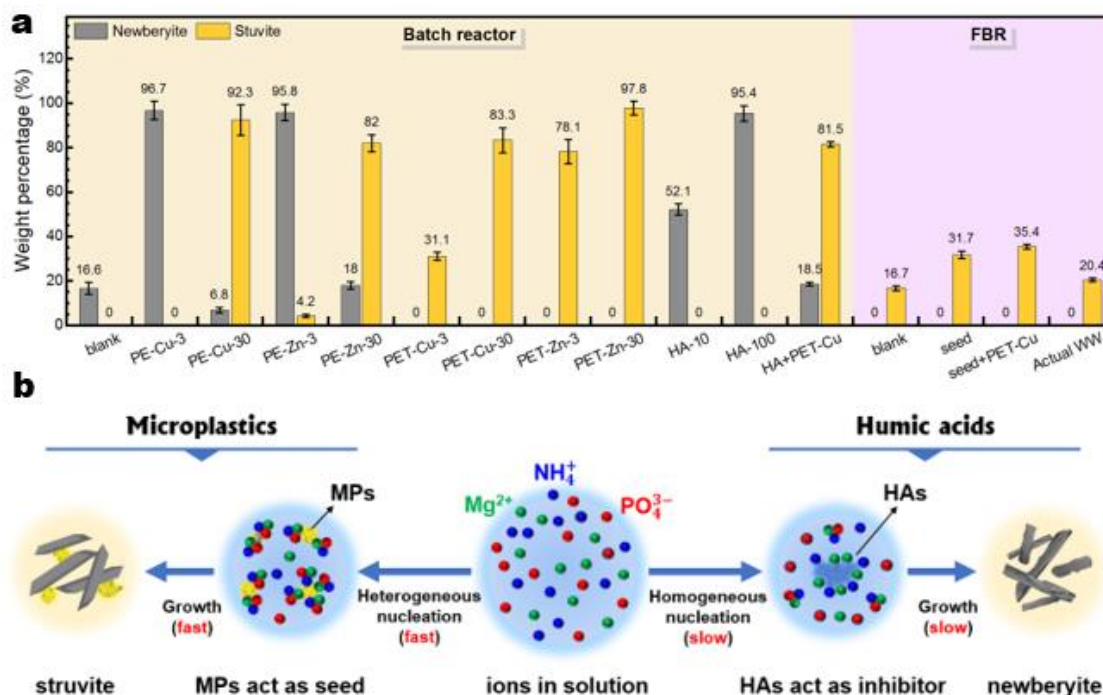 a
Newberyite
Stuvite
Batch reactor
FBR
Weight percentage (%)
120
100
80
60
40
20
0
16.6
0
96.7
0
6.8
92.3
95.8
4.2
18
82
0
31.1
0
83.3
0
78.1
0
97.8
52.1
0
95.4
0
18.5
81.5
0
16.7
0
31.7
0
35.4
0
20.4
blank
PE-Cu-3
PE-Cu-30
PE-Zn-3
PE-Zn-30
PET-Cu-3
PET-Cu-30
PET-Zn-3
PET-Zn-30
HA-10
HA-100
HA+PET-Cu
blank
seed
seed+PET-Cu
Actual WW
b
Microplastics
Humic acids
MPs
NH₄⁺
Mg²⁺
PO₄³⁻
HAs
Growth
(fast)
Heterogeneous
nucleation
(fast)
Homogeneous
nucleation
(slow)
Growth
(slow)
struvite
MPs act as seed
ions in solution
HAs act as inhibitor
newberyite